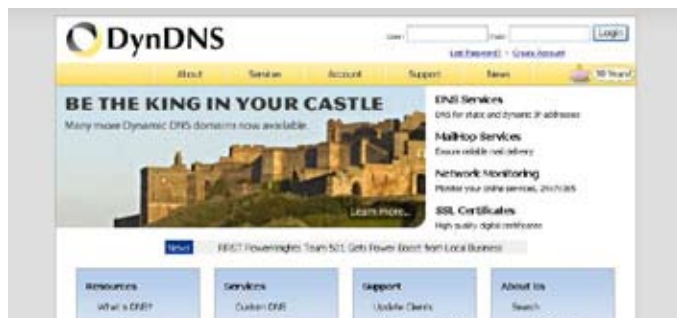 DynDNS
User:
Pass:
Login
Lost Password? - Create Account
About
Services
Account
Support
News
10 Years!
BE THE KING IN YOUR CASTLE
Many more Dynamic DNS domains now available.
Learn More...
DNS Services
DNS for static and dynamic IP addresses
MailHop Services
Ensure reliable mail delivery
Network Monitoring
Monitor your online services, 24/7/365
SSL Certificates
High quality digital certificates
News
FIRST PowerKnights Team 501 Gets Power Boost from Local Business
Resources
What is DNS?
Services
Custom DNS
Support
Update Clients
About Us
Search